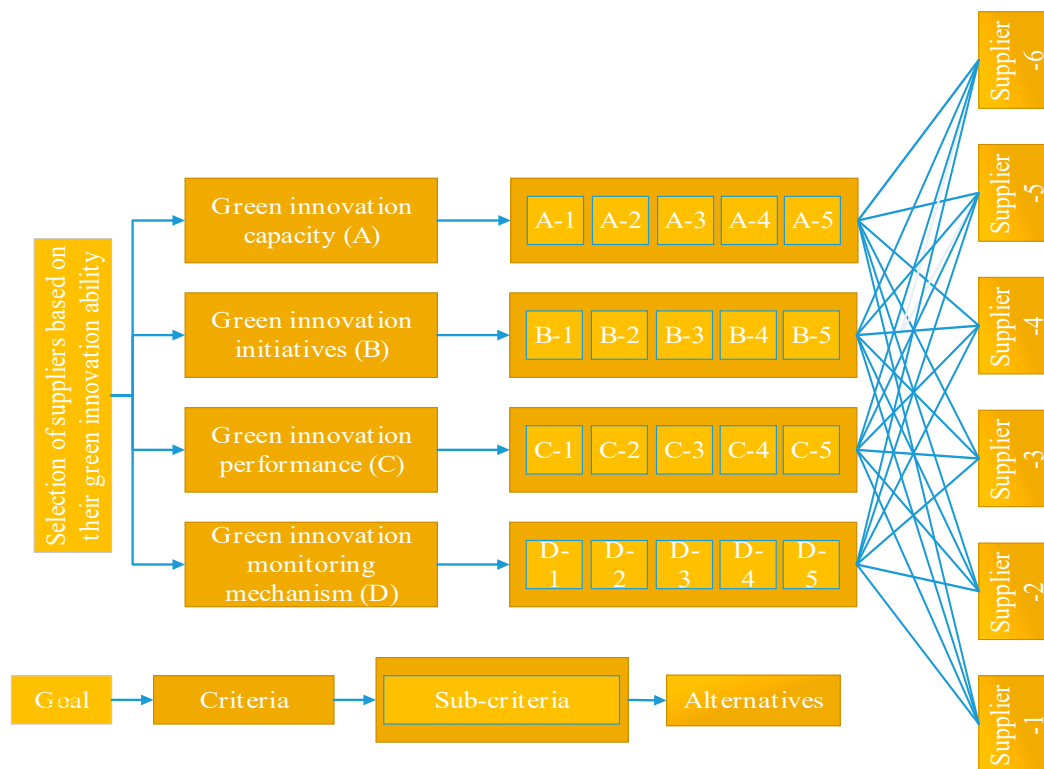 Selection of suppliers based on
their green innovation ability
Green innovation
capacity (A)
A-1 A-2 A-3 A-4 A-5
Green innovation
initiatives (B)
B-1 B-2 B-3 B-4 B-5
Green innovation
performance (C)
C-1 C-2 C-3 C-4 C-5
Green innovation
monitoring
mechanism (D)
D- D- D- D- D-
1 2 3 4 5
Supplier
-6
Supplier
-5
Supplier
-4
Supplier
-3
Supplier
-2
Supplier
-1
Goal
Criteria
Sub-criteria
Alternatives